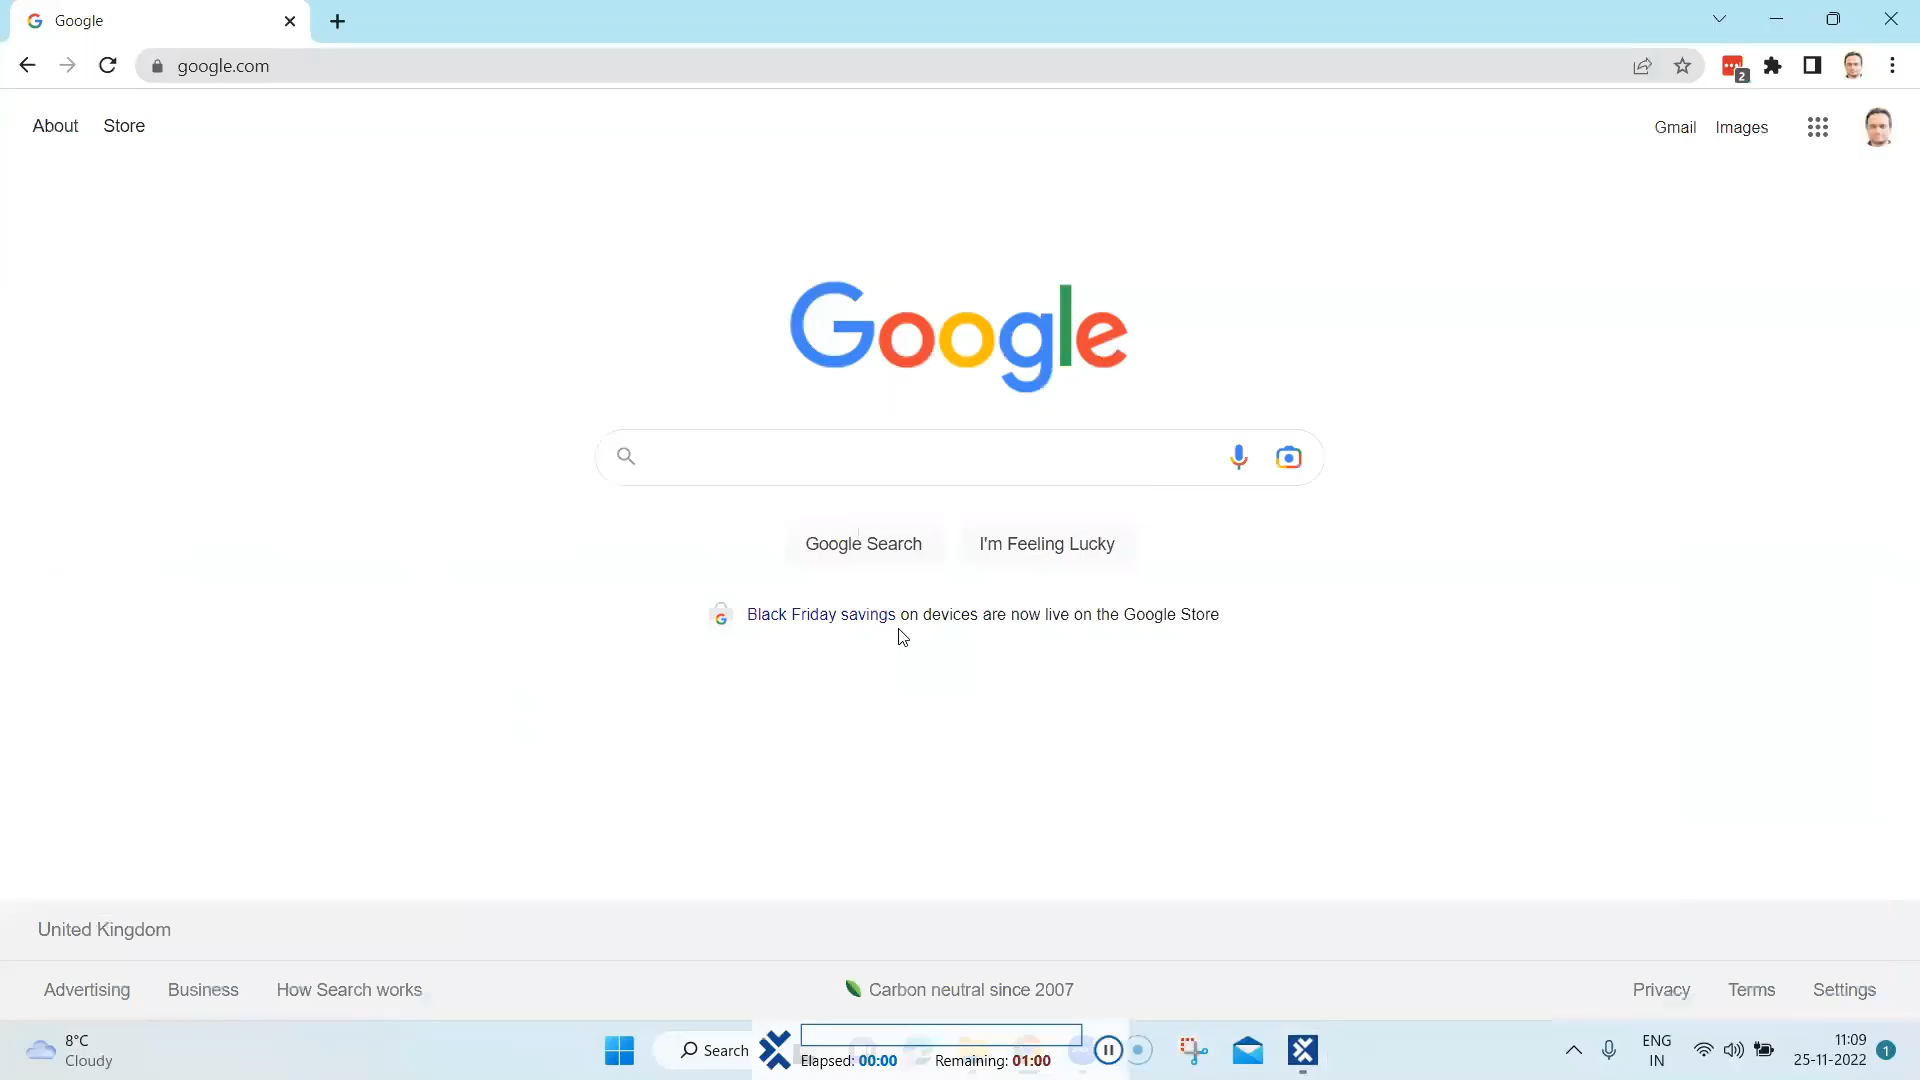 Google
google.com
2
About Store
Gmail Images
Google
Google Search I'm Feeling Lucky
Black Friday savings on devices are now live on the Google Store
United Kingdom
Advertising Business How Search works
Carbon neutral since 2007
Privacy Terms Settings
8°C
Cloudy
Search
Elapsed: 00:00 Remaining: 01:00
ENG
IN
11:09
25-11-2022
1